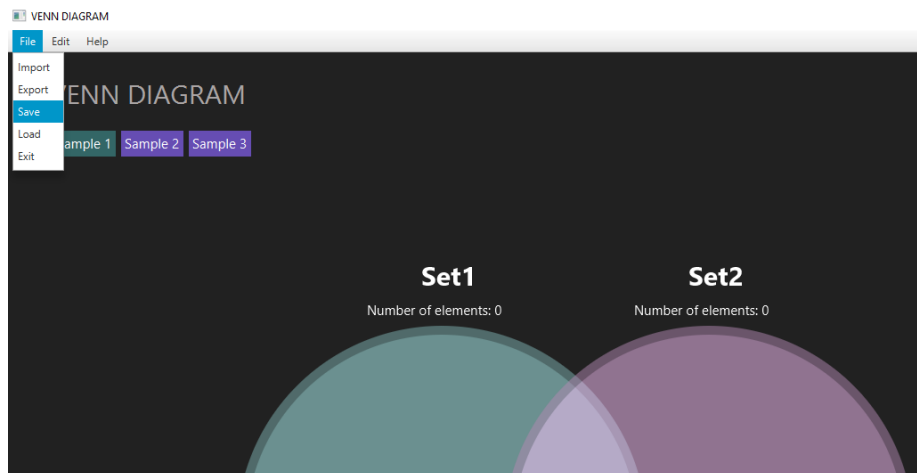 VENN DIAGRAM
File Edit Help
Import
Export
Save
Load
Exit
VENN DIAGRAM
ample 1 Sample 2 Sample 3
Set1 Set2
Number of elements: 0 Number of elements: 0